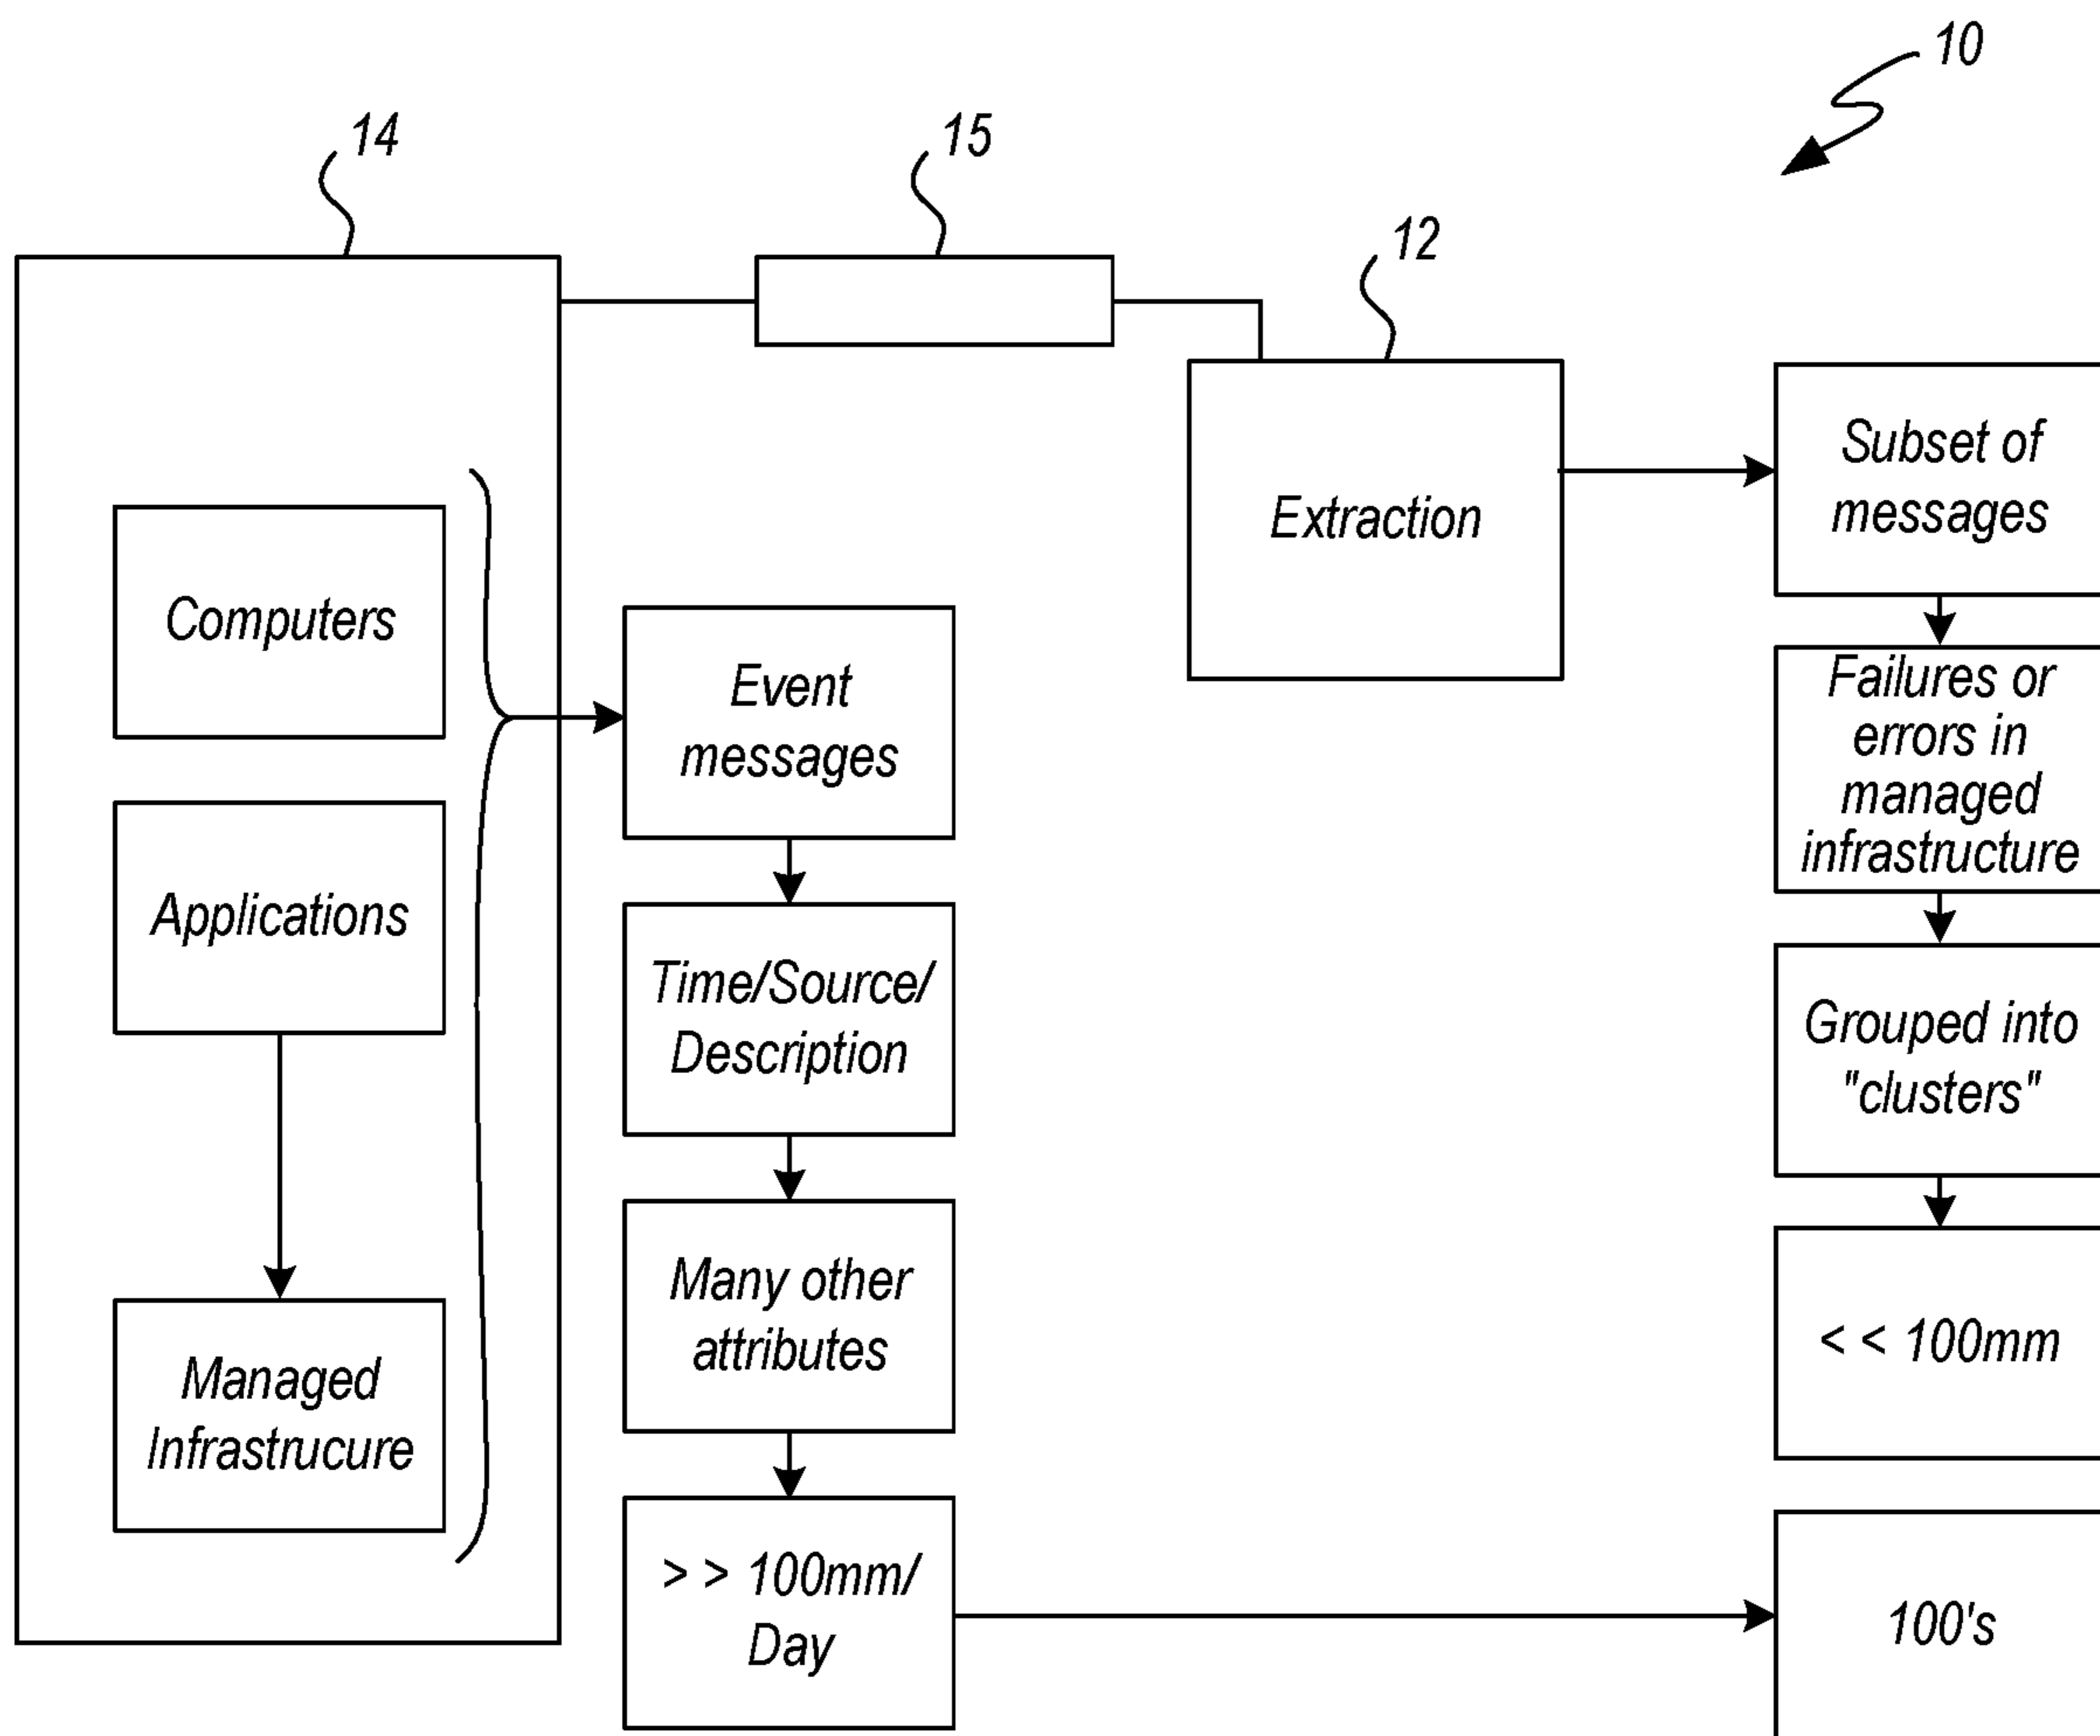 10
14
15
12
Computers
Applications
Managed
Infrastrucure
Event
messages
Time/Source/
Description
Many other
attributes
> > 100mm/
Day
Extraction
Subset of
messages
Failures or
errors in
managed
infrastructure
Grouped into
"clusters"
< < 100mm
100's